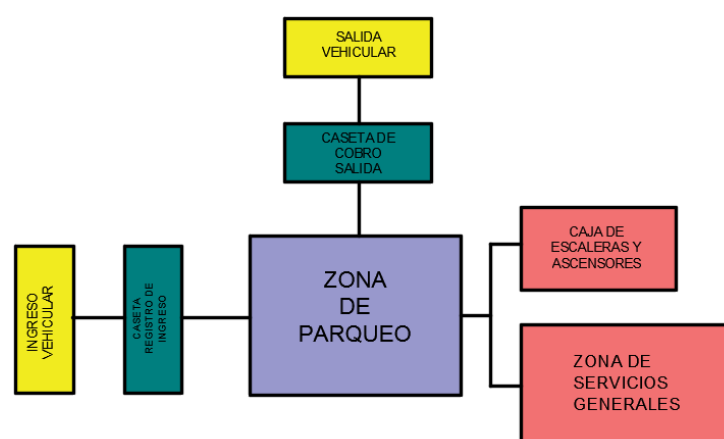 SALIDA
VEHICULAR
CASETA DE
COBRO
SALIDA
CAJA DE
ESCALERAS Y
ASCENSORES
INGRESO
VEHICULAR
CASETA
REGISTRO DE
INGRESO
ZONA
DE
PARQUEO
ZONA DE
SERVICIOS
GENERALES